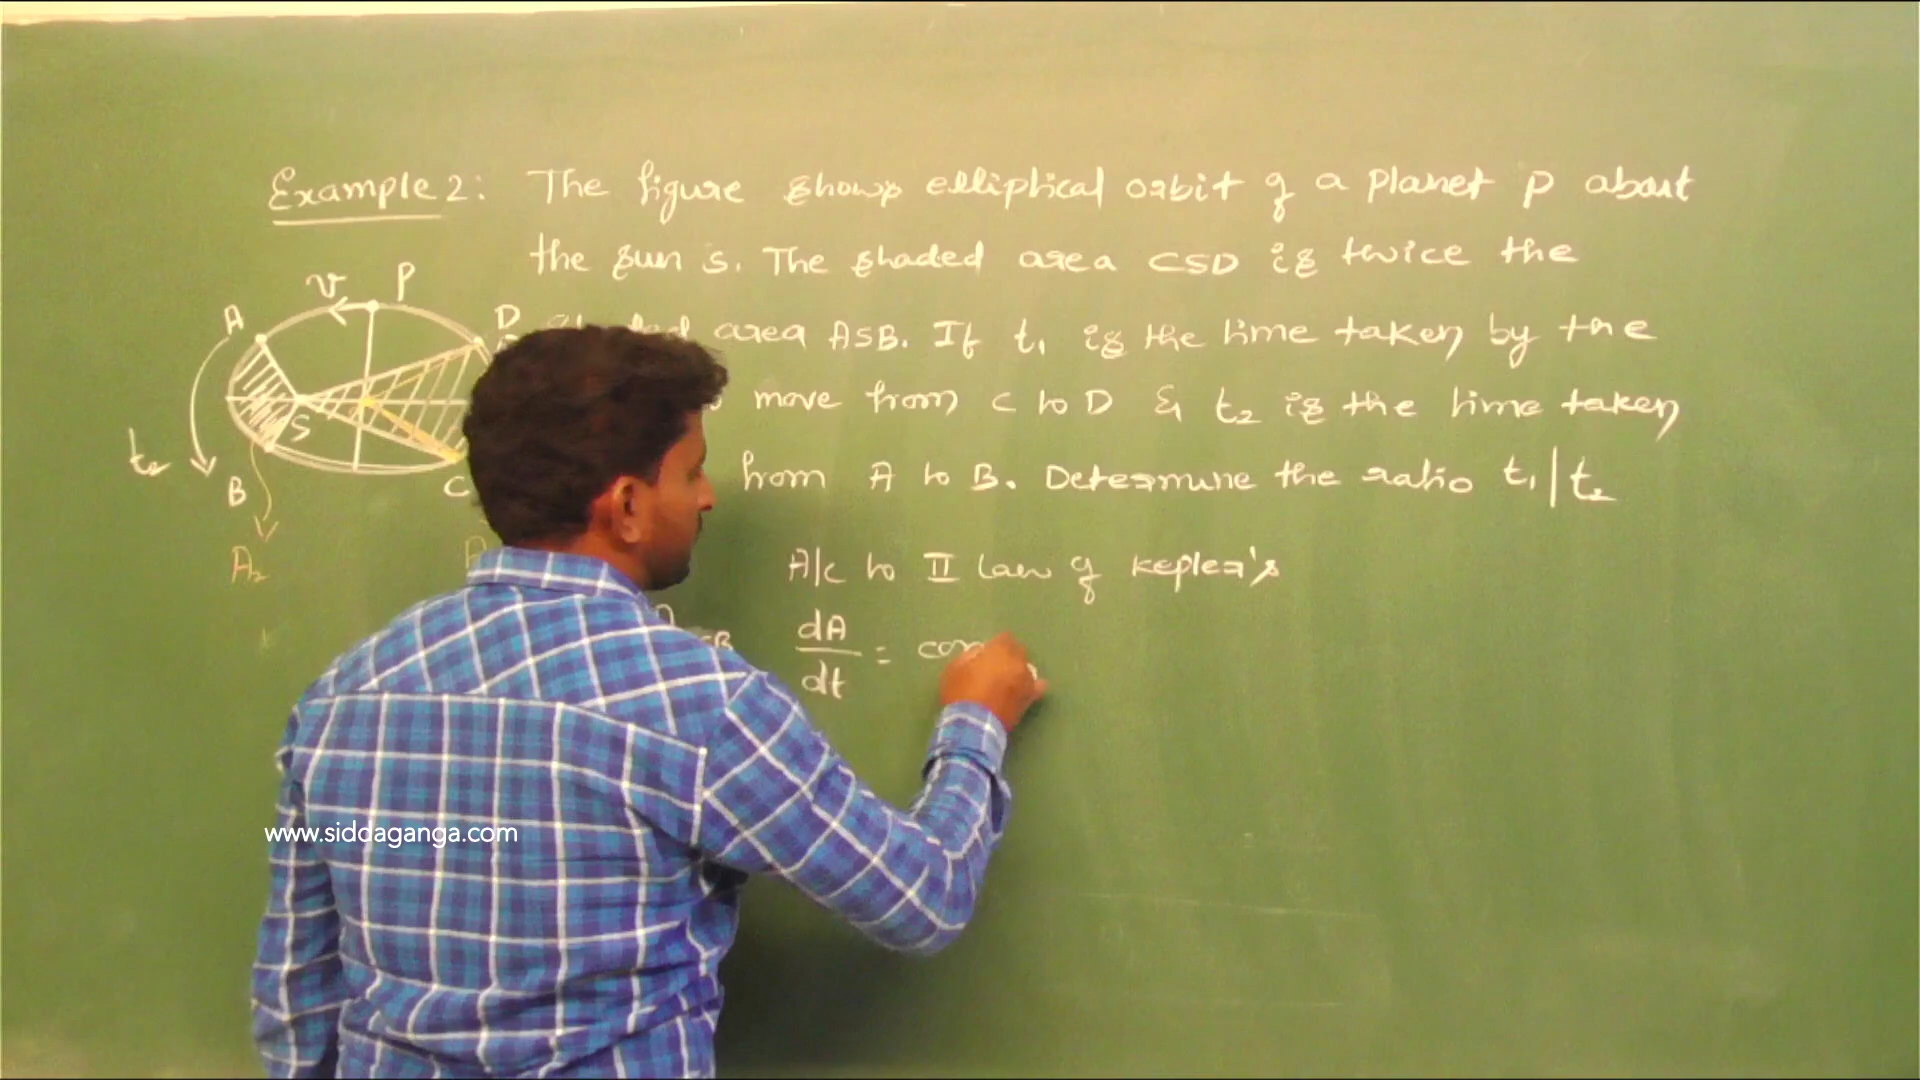 Example 2: The figure shows elliptical orbit of a planet P about
the sun S. The shaded area CSD is twice the
area ASB. If t₁ is the time taken by the
move from C to D & t₂ is the time taken
from A to B. Determine the ratio t₁|t₂
v P
A D
S
t₂
B C
A₂
A/c to II law of kepler's
dA
dt
=
www.siddaganga.com